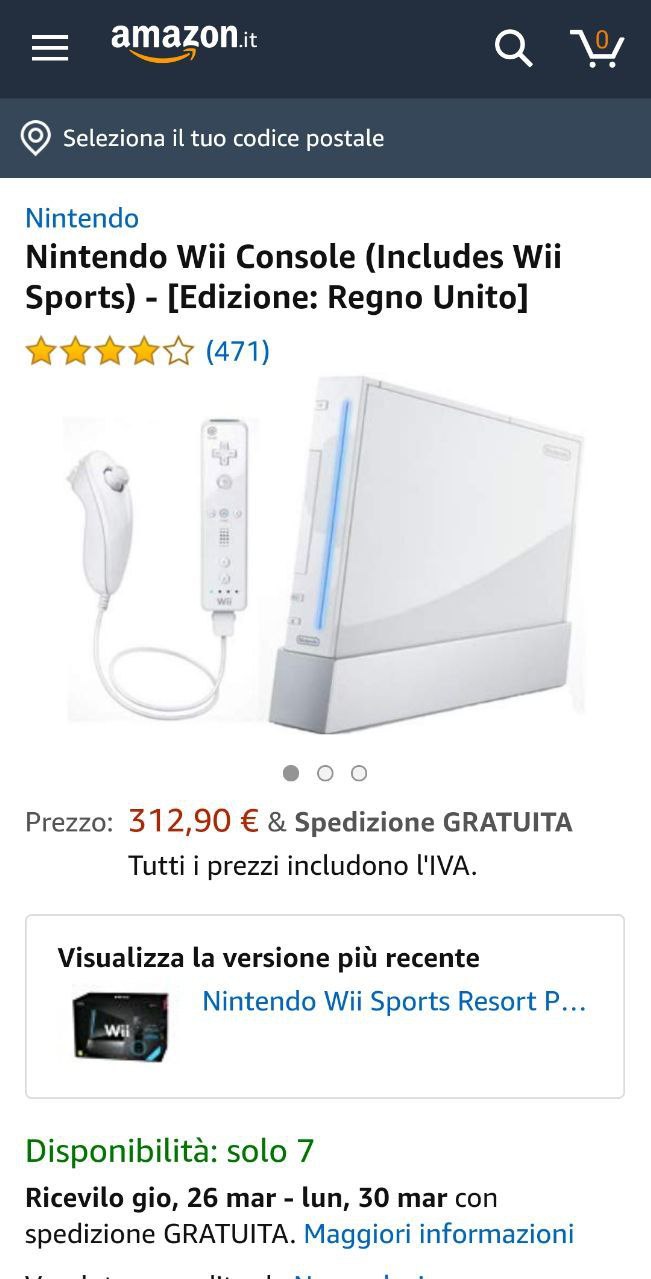 amazon.it
0
Seleziona il tuo codice postale
Nintendo
Nintendo Wii Console (Includes Wii
Sports) - [Edizione: Regno Unito]
(471)
Nintendo
Wii
Nintendo
Prezzo: 312,90 € & Spedizione GRATUITA
Tutti i prezzi includono l'IVA.
Visualizza la versione più recente
Nintendo Wii Sports Resort P...
Wii
Disponibilità: solo 7
Ricevilo gio, 26 mar - lun, 30 mar con
spedizione GRATUITA. Maggiori informazioni